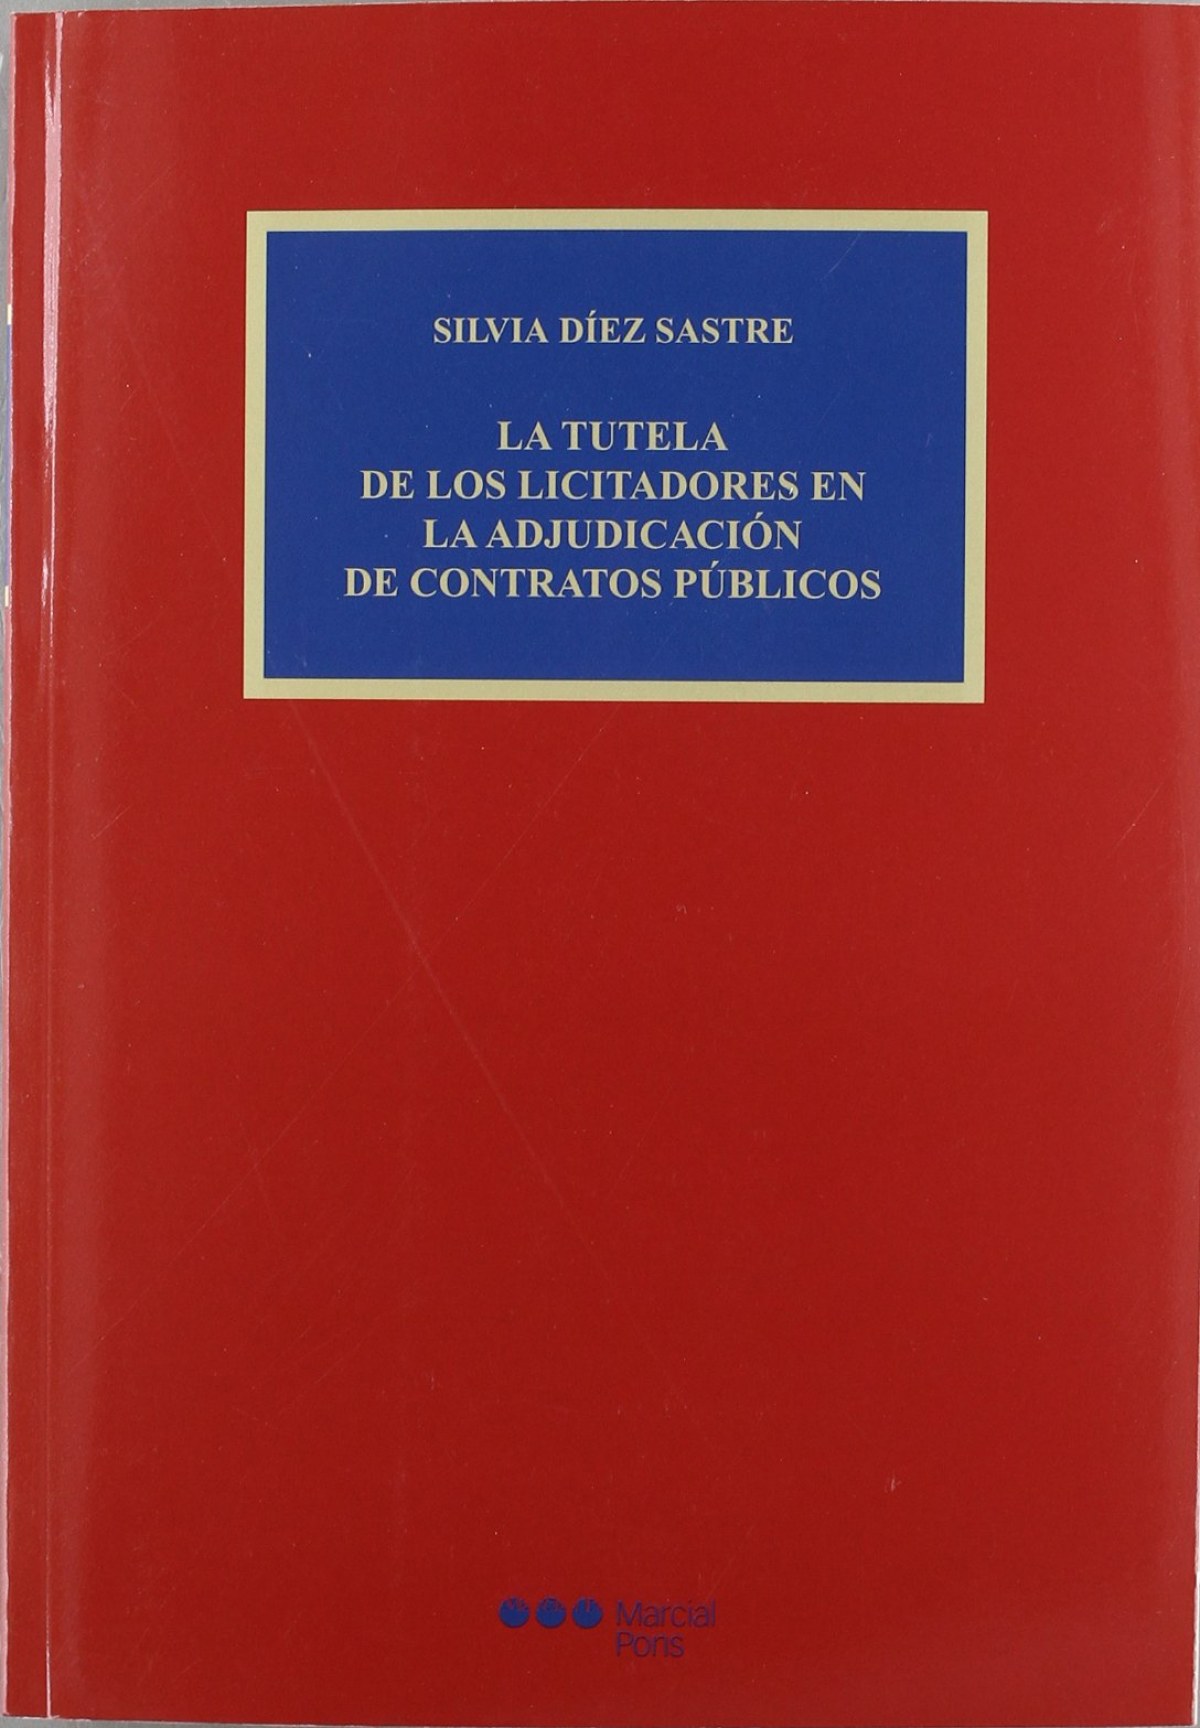 SILVIA DÍEZ SASTRE
LA TUTELA
DE LOS LICITADORES EN
LA ADJUDICACIÓN
DE CONTRATOS PÚBLICOS
Marcial
Pons